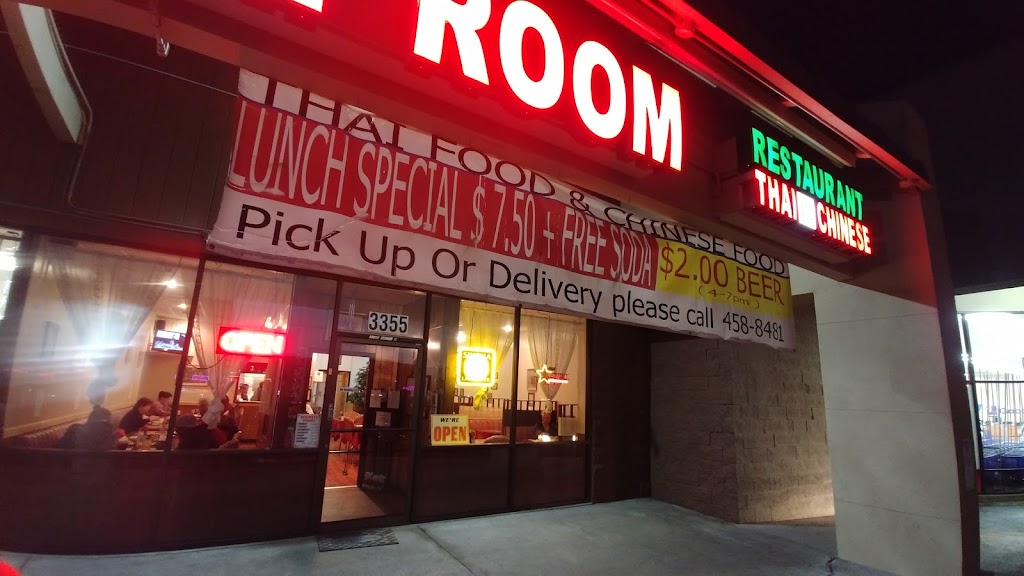 ROOM
RESTAURANT
THAI CHINESE
THAI FOOD & CHINESE FOOD
LUNCH SPECIAL $ 7.50 + FREE SODA
$2.00 BEER
( 4-7pm )
Pick Up Or Delivery please call 458-8481
3355
OPEN
WE'RE
OPEN